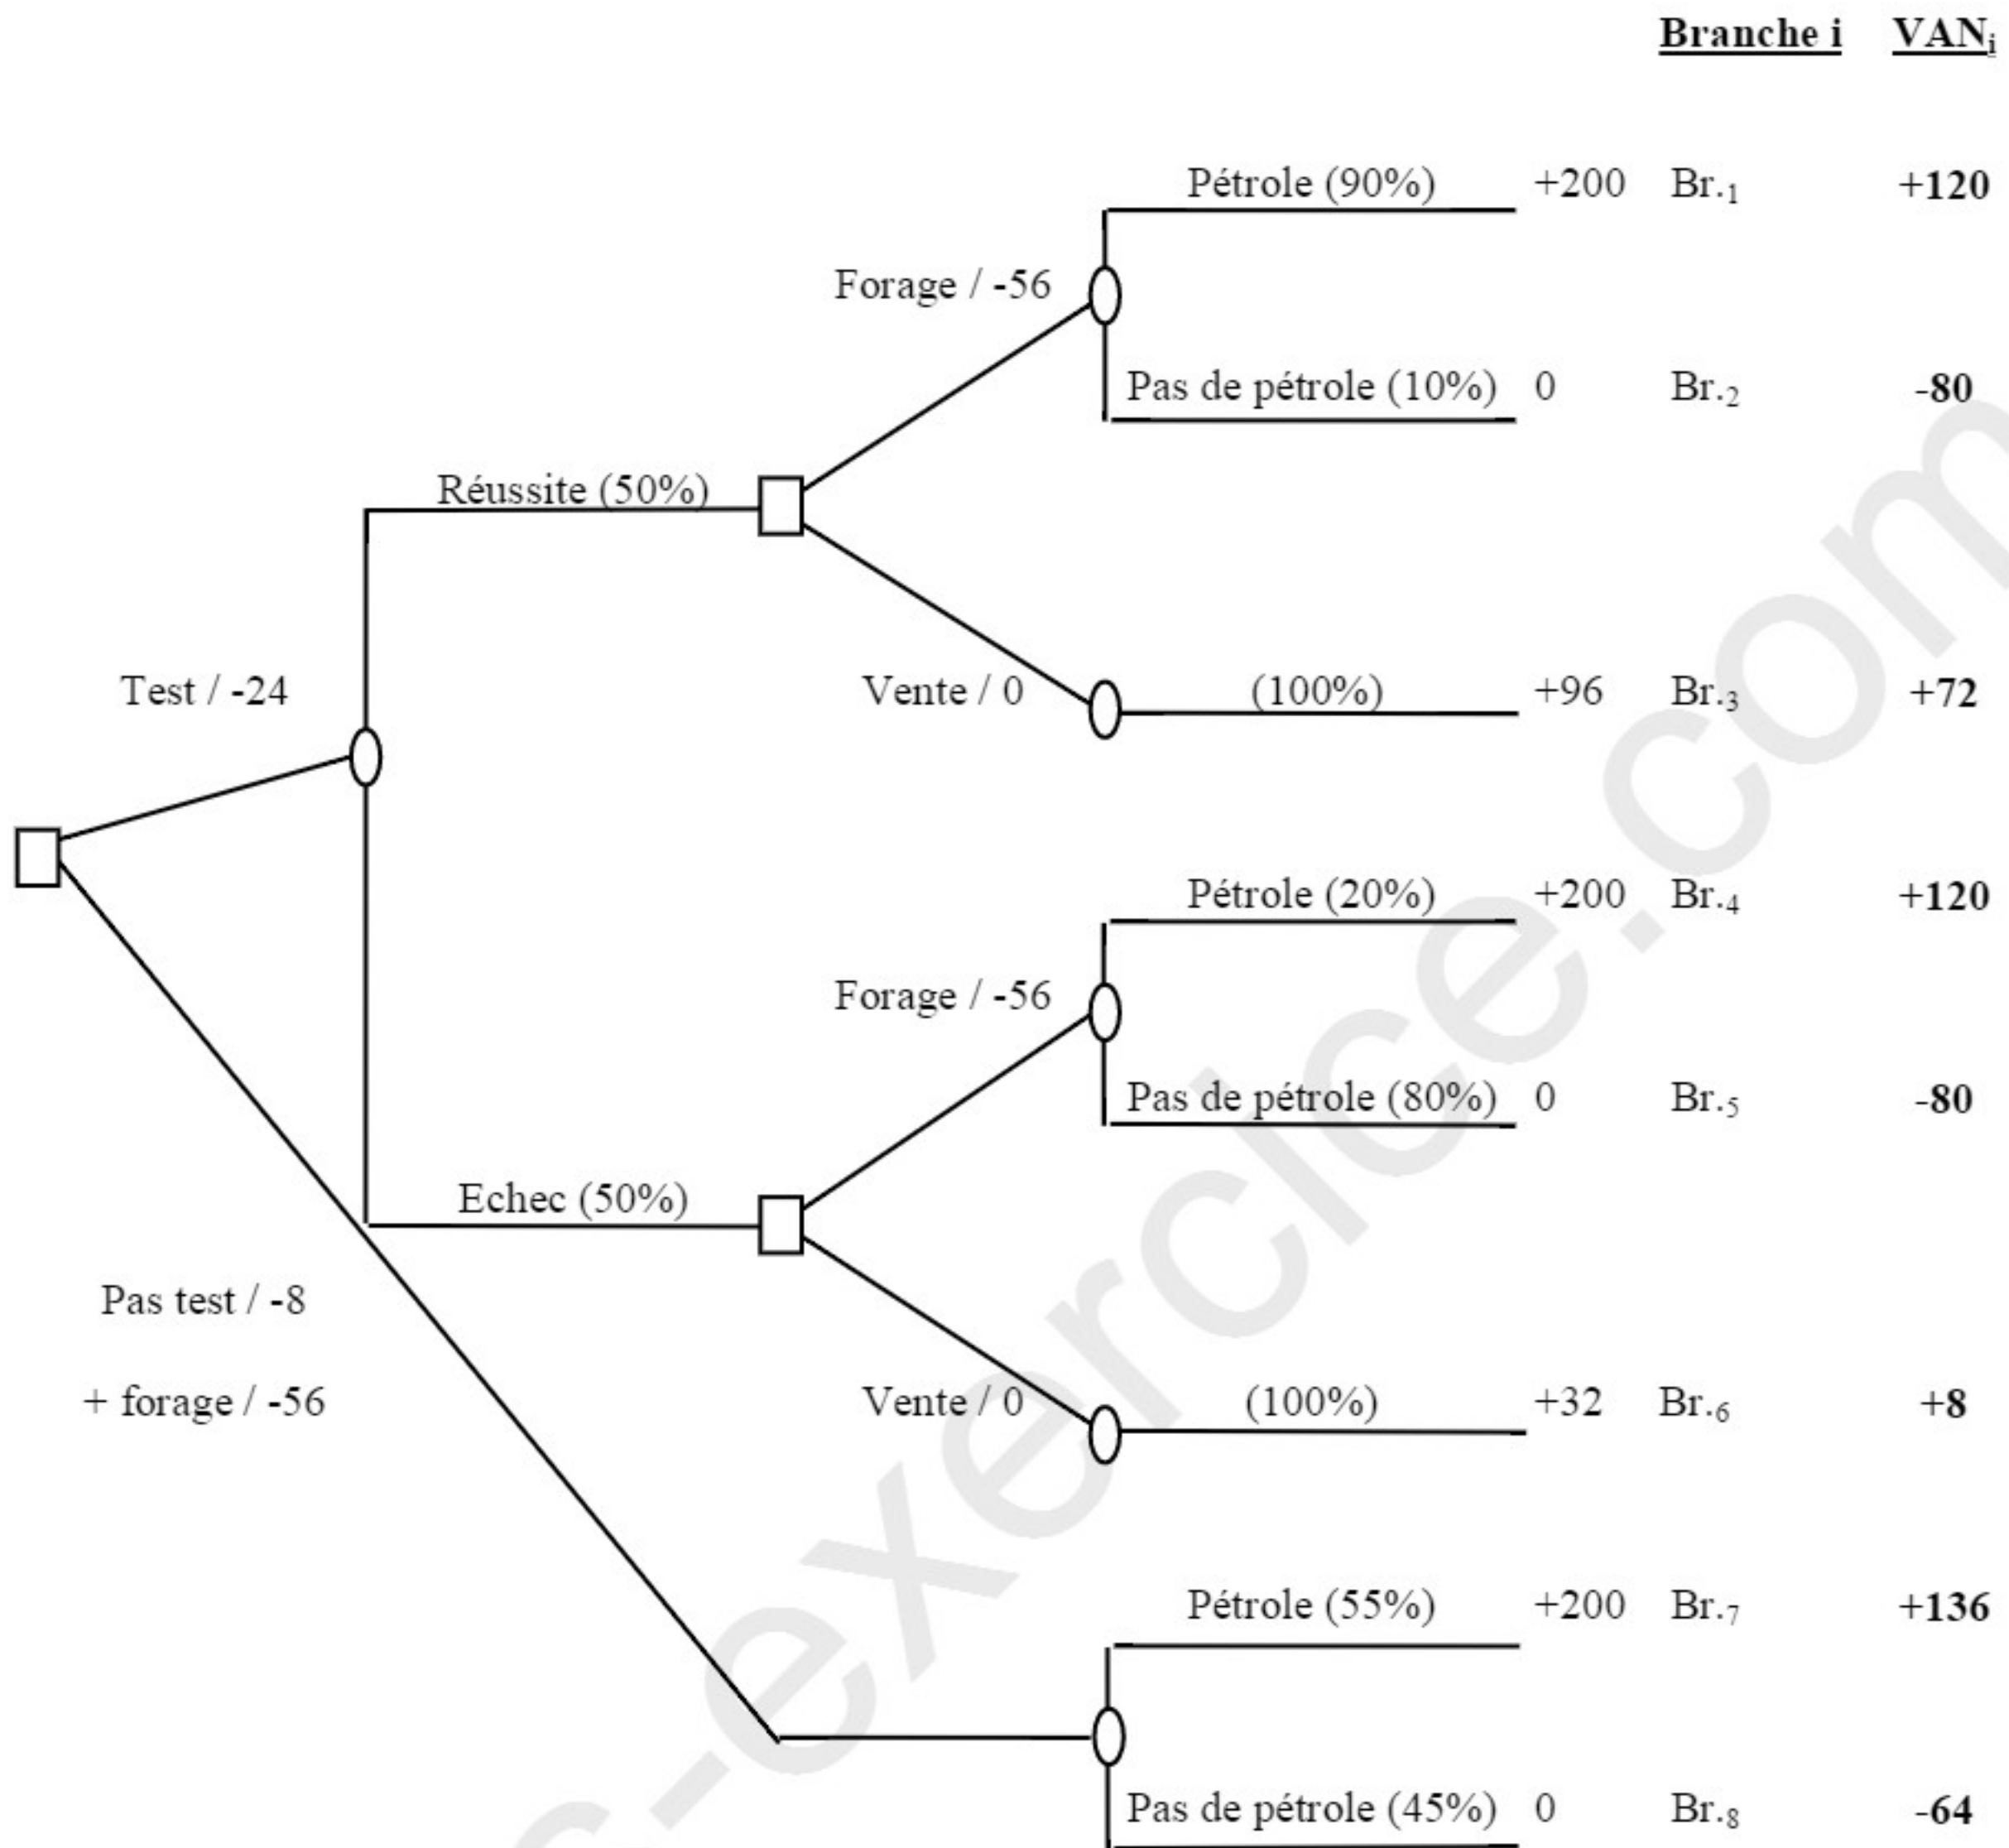 Branche i VANi
Pétrole (90%) +200 Br.1 +120
Forage / -56
Pas de pétrole (10%) 0 Br.2 -80
Réussite (50%)
Test / -24 Vente / 0 (100%) +96 Br.3 +72
Pétrole (20%) +200 Br.4 +120
Forage / -56
Pas de pétrole (80%) 0 Br.5 -80
Echec (50%)
Pas test / -8
+ forage / -56 Vente / 0 (100%) +32 Br.6 +8
Pétrole (55%) +200 Br.7 +136
Pas de pétrole (45%) 0 Br.8 -64
-exercice.com